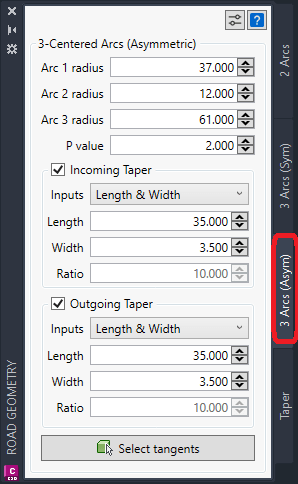 3-Centered Arcs (Asymmetric)
Arc 1 radius 37.000
Arc 2 radius 12.000
Arc 3 radius 61.000
P value 2.000
Incoming Taper
Inputs Length & Width
Length 35.000
Width 3.500
Ratio 10.000
Outgoing Taper
Inputs Length & Width
Length 35.000
Width 3.500
Ratio 10.000
Select tangents
2 Arcs
3 Arcs (Sym)
3 Arcs (Asym)
Taper
ROAD GEOMETRY
C
C3D